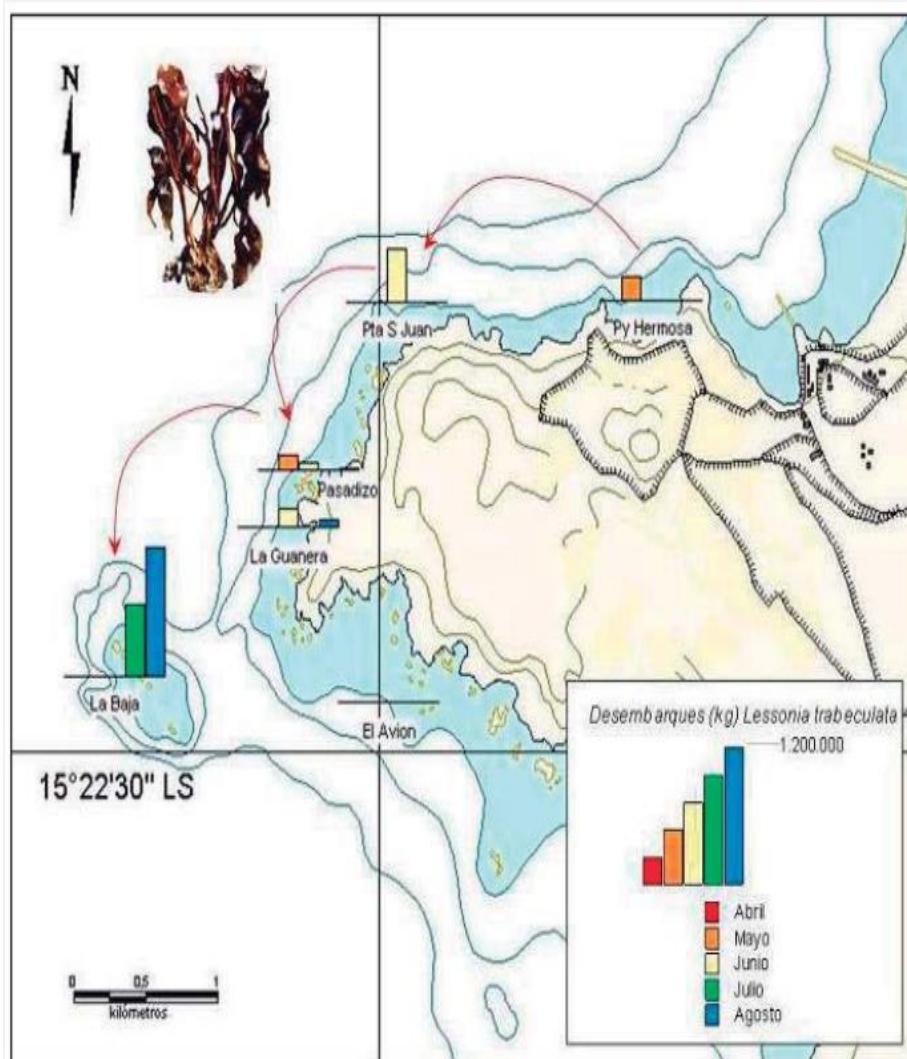 N
Pta S Juan
Py Hermosa
Pasadizo
La Guanera
La Baja
El Avion
15°22'30" LS
0 0,5 1
kilómetros
Desembarques (kg) Lessonia trabeculata
1.200.000
Abril
Mayo
Junio
Julio
Agosto